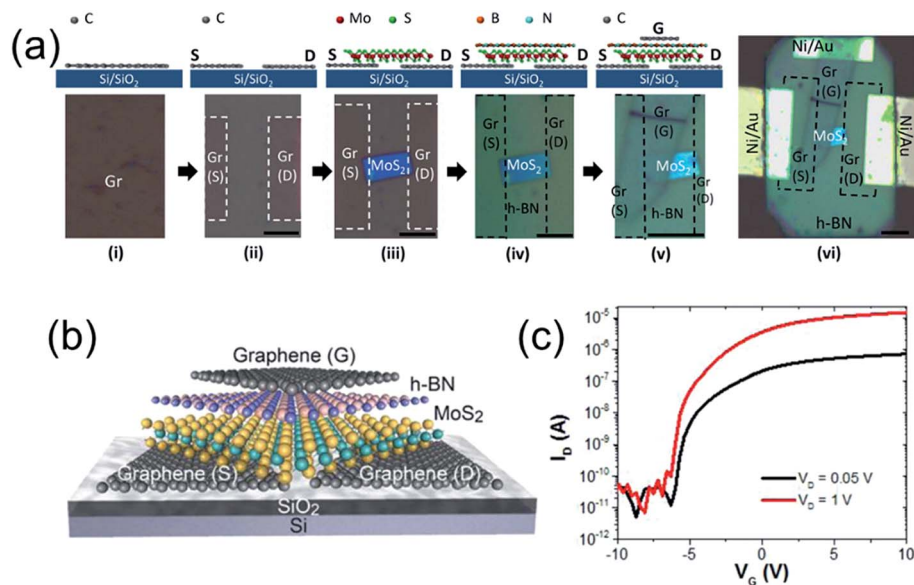 (a)
C
C
Mo S
B N
C
S D
S D
S D
G
S D
Si/SiO2
Si/SiO2
Si/SiO2
Si/SiO2
Si/SiO2
Gr
Gr
(S)
Gr
(D)
Gr
(S)
MoS2
Gr
(D)
Gr
(S)
MoS2
Gr
(D)
h-BN
Gr
(G)
MoS2
Gr
(S)
Gr
(D)
h-BN
Ni/Au
Ni/Au
Gr
(G)
MoS2
Gr
(S)
Gr
(D)
Ni/Au
h-BN
(i)
(ii)
(iii)
(iv)
(v)
(vi)
(b)
Graphene (G)
h-BN
MoS2
Graphene (S)
Graphene (D)
SiO2
Si
(c)
10-5
10-6
10-7
10-8
10-9
10-10
10-11
10-12
ID (A)
VD = 0.05 V
VD = 1 V
-10 -5 0 5 10
VG (V)